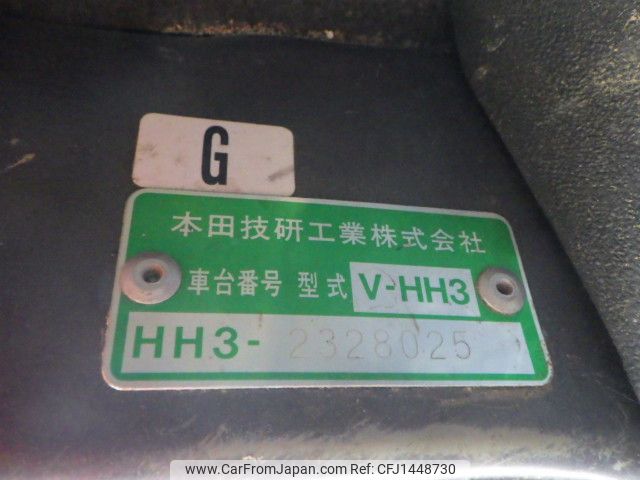 G
本田技研工業株式会社
車台番号 型式 V-HH3
HH3-2328025
www.CarFromJapan.com REF No.CFJ1448730